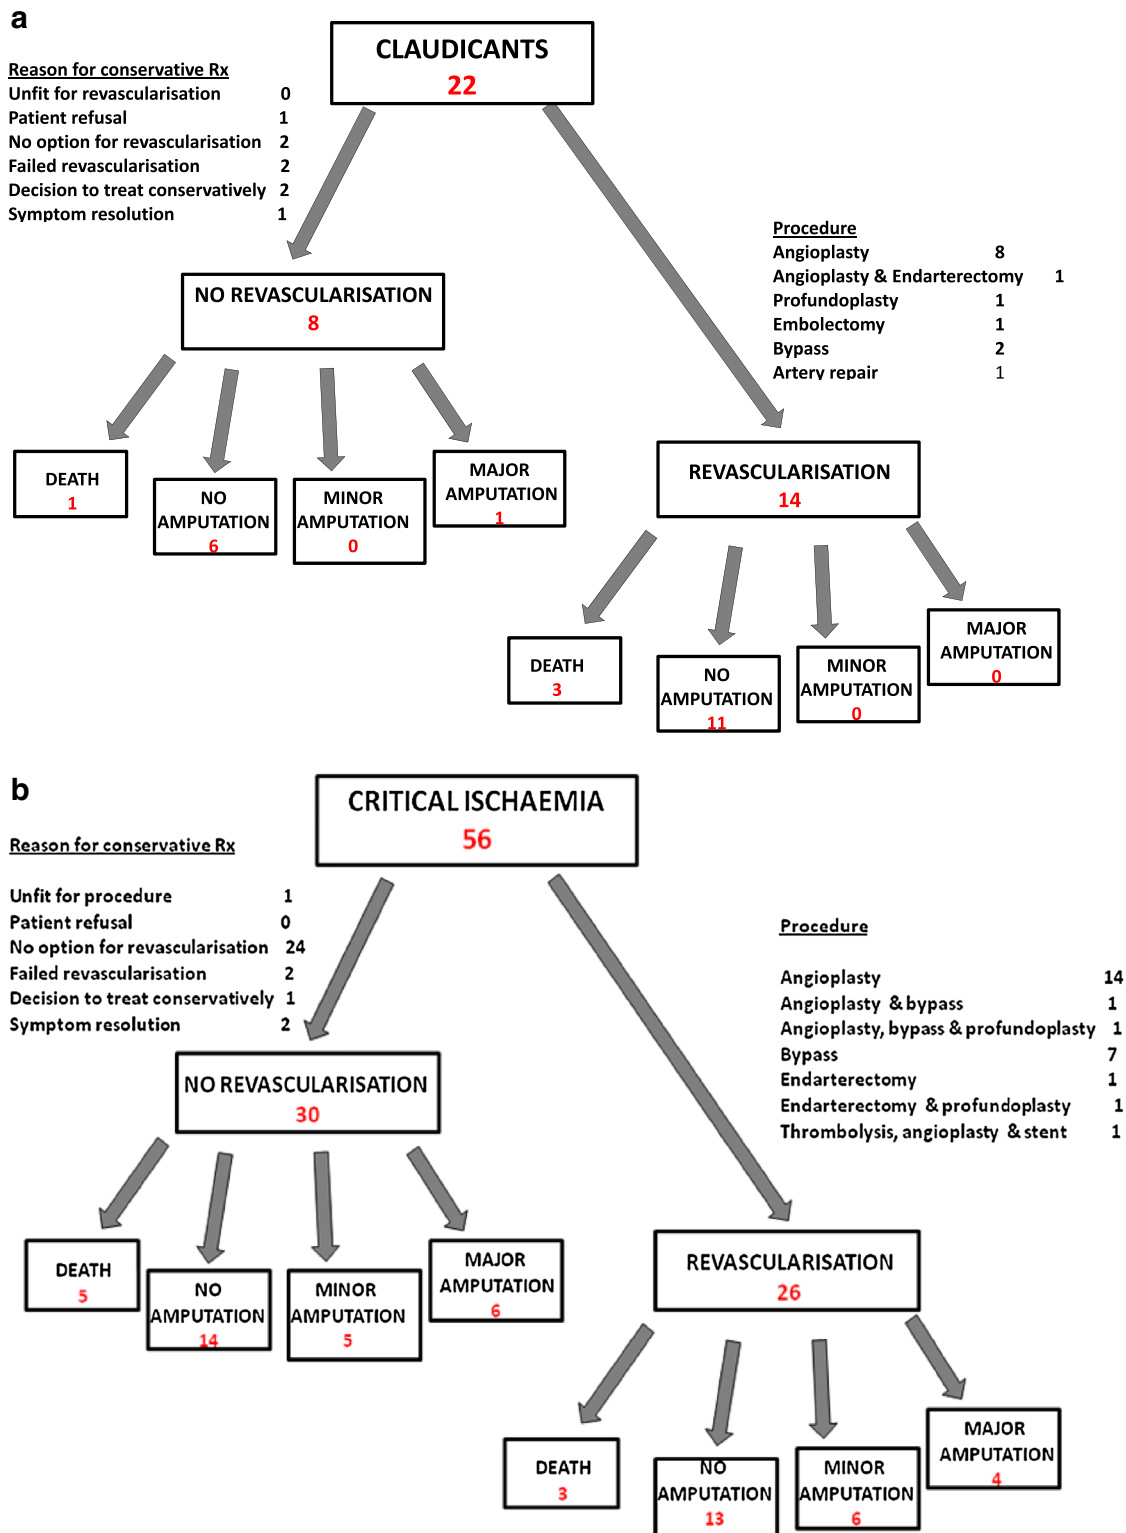 a
CLAUDICANTS
22
Reason for conservative Rx
Unfit for revascularisation 0
Patient refusal 1
No option for revascularisation 2
Failed revascularisation 2
Decision to treat conservatively 2
Symptom resolution 1
Procedure
Angioplasty 8
Angioplasty & Endarterectomy 1
Profundoplasty 1
Embolectomy 1
Bypass 2
Artery repair 1
NO REVASCULARISATION
8
DEATH
1
NO
AMPUTATION
6
MINOR
AMPUTATION
0
MAJOR
AMPUTATION
1
REVASCULARISATION
14
DEATH
3
NO
AMPUTATION
11
MINOR
AMPUTATION
0
MAJOR
AMPUTATION
0
b
CRITICAL ISCHAEMIA
56
Reason for conservative Rx
Unfit for procedure 1
Patient refusal 0
No option for revascularisation 24
Failed revascularisation 2
Decision to treat conservatively 1
Symptom resolution 2
Procedure
Angioplasty 14
Angioplasty & bypass 1
Angioplasty, bypass & profundoplasty 1
Bypass 7
Endarterectomy 1
Endarterectomy & profundoplasty 1
Thrombolysis, angioplasty & stent 1
NO REVASCULARISATION
30
DEATH
5
NO
AMPUTATION
14
MINOR
AMPUTATION
5
MAJOR
AMPUTATION
6
REVASCULARISATION
26
DEATH
3
NO
AMPUTATION
13
MINOR
AMPUTATION
6
MAJOR
AMPUTATION
4